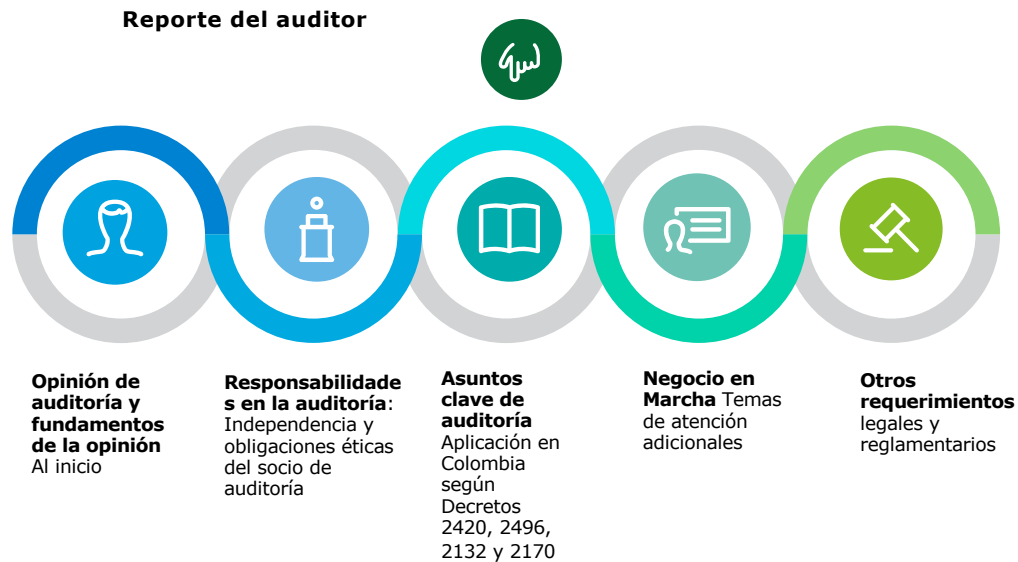 Reporte del auditor
Opinión de
auditoría y
fundamentos
de la opinión
Al inicio
Responsabilidade
s en la auditoría:
Independencia y
obligaciones éticas
del socio de
auditoría
Asuntos
clave de
auditoría
Aplicación en
Colombia
según
Decretos
2420, 2496,
2132 y 2170
Negocio en
Marcha Temas
de atención
adicionales
Otros
requerimientos
legales y
reglamentarios